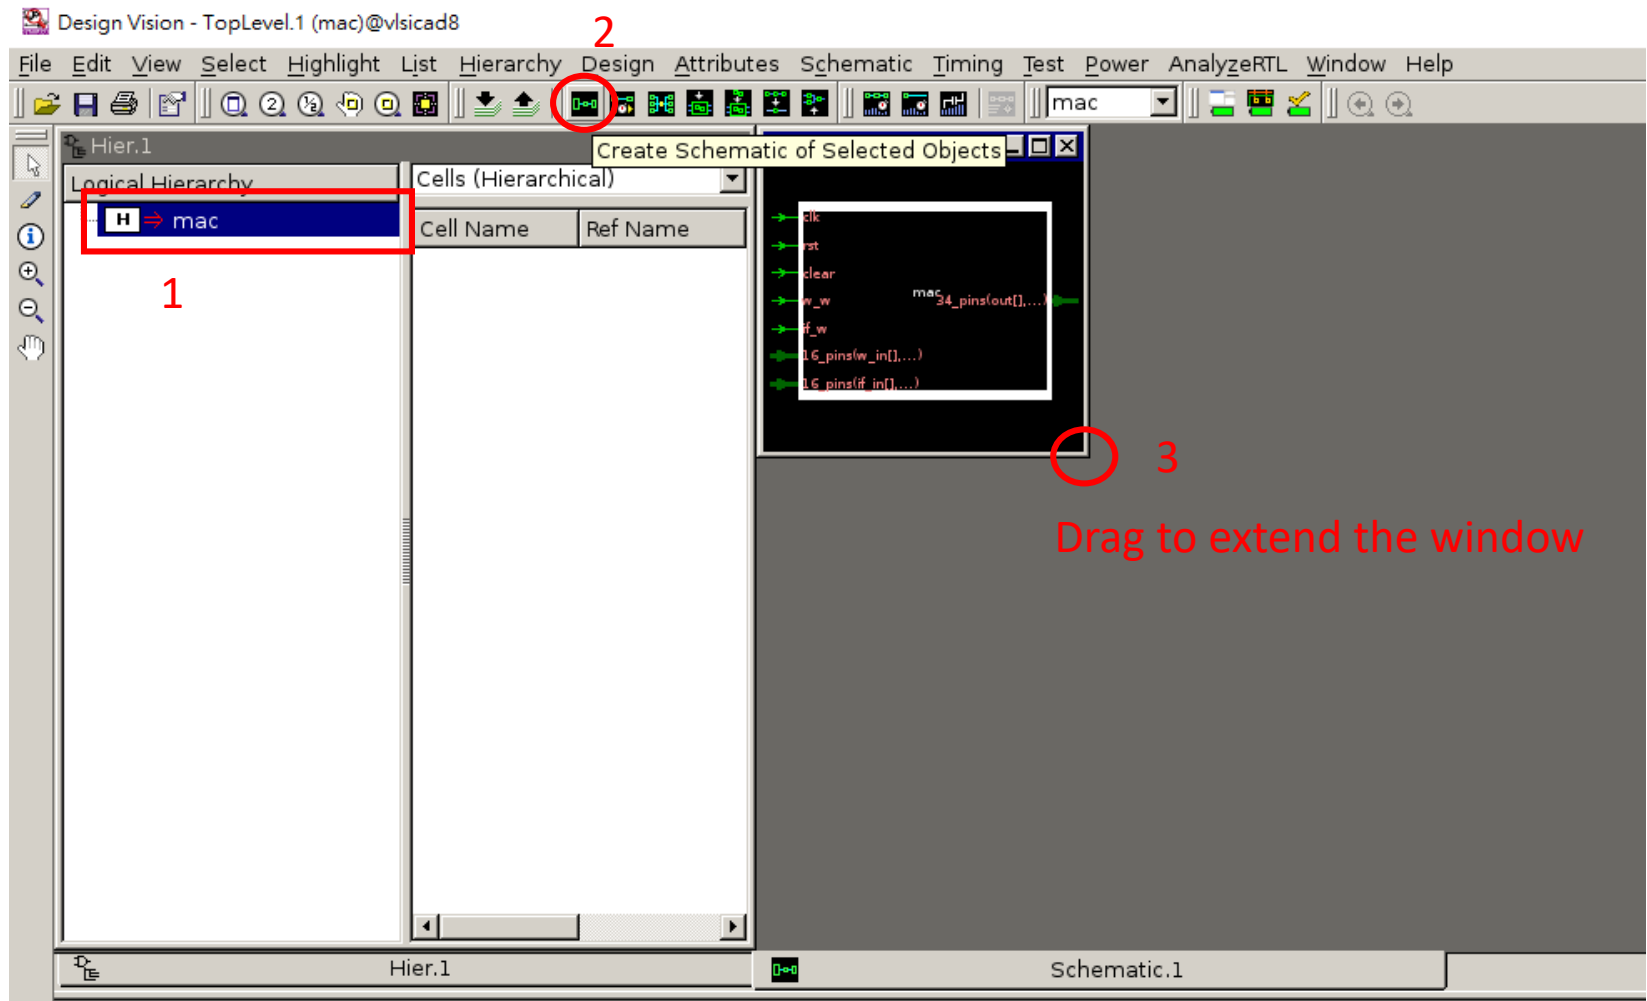 Design Vision - TopLevel.1 (mac)@vlsicad8
2
File Edit View Select Highlight List Hierarchy Design Attributes Schematic Timing Test Power AnalyzeRTL Window Help
mac
Hier.1
Create Schematic of Selected Objects
Logical Hierarchy
Cells (Hierarchical)
H mac
Cell Name Ref Name
1
clk
rst
clear
w_w
mac
34_pins(out[],...)
if_w
16_pins(w_in[],...)
16_pins(if_in[],...)
3
Drag to extend the window
Hier.1
Schematic.1